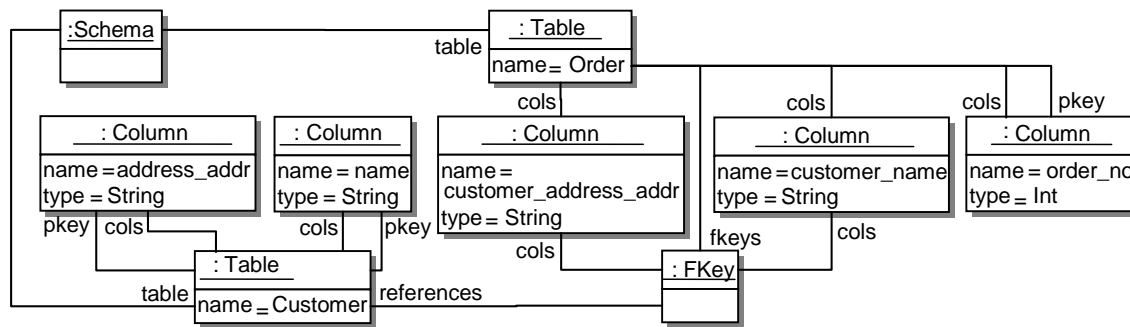 :Schema
table
: Table
name= Order
cols
cols
cols
pkey
: Column
name =address_addr
type = String
: Column
name = name
type = String
: Column
name =
customer_address_addr
type = String
: Column
name =customer_name
type = String
: Column
name = order_no
type = Int
pkey
cols
cols
pkey
cols
fkeys
cols
: Table
name = Customer
table
references
: FKey